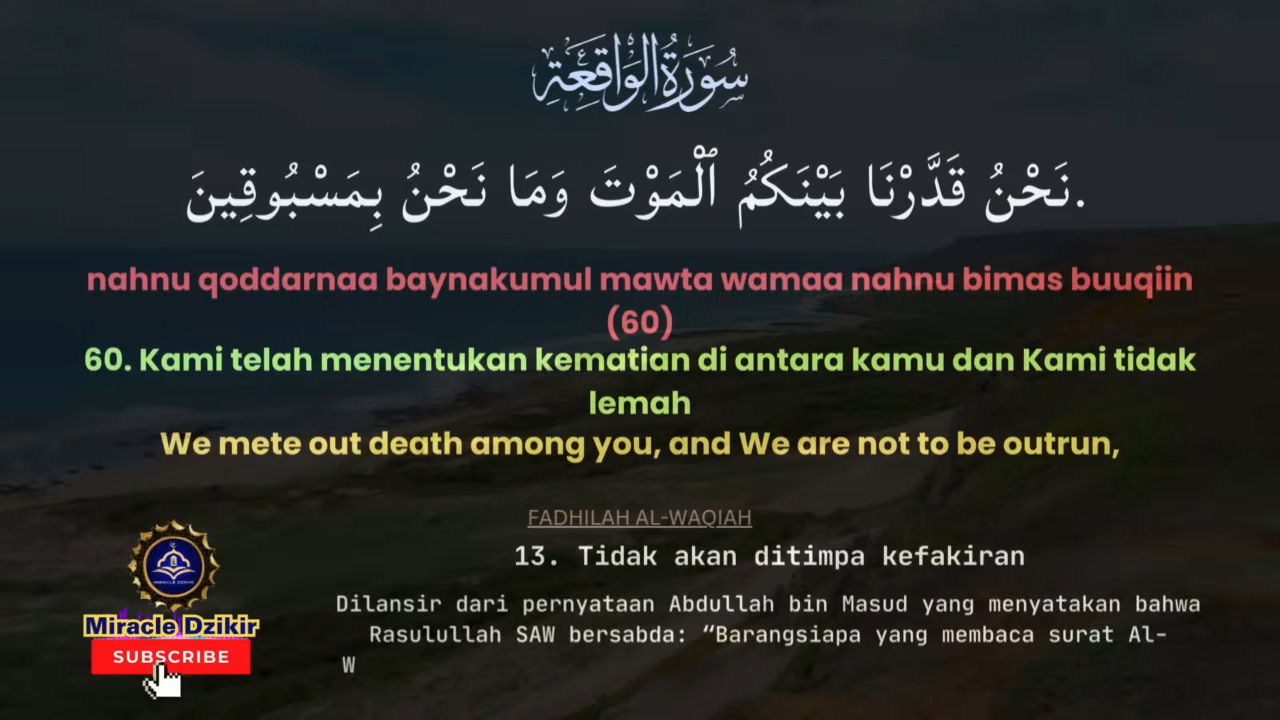 سُورَةُ الوَاقِعَةِ
نَحْنُ قَدَّرْنَا بَيْنَكُمُ ٱلْمَوْتَ وَمَا نَحْنُ بِمَسْبُوقِينَ.
nahnu qoddarnaa baynakumul mawta wamaa nahnu bimas buuqiin
(60)
60. Kami telah menentukan kematian di antara kamu dan Kami tidak
lemah
We mete out death among you, and We are not to be outrun,
FADHILAH AL-WAQIAH
13. Tidak akan ditimpa kefakiran
Dilansir dari pernyataan Abdullah bin Masud yang menyatakan bahwa
Rasulullah SAW bersabda: “Barangsiapa yang membaca surat Al-
W
MIRACLE DZIKIR
Miracle Dzikir
SUBSCRIBE